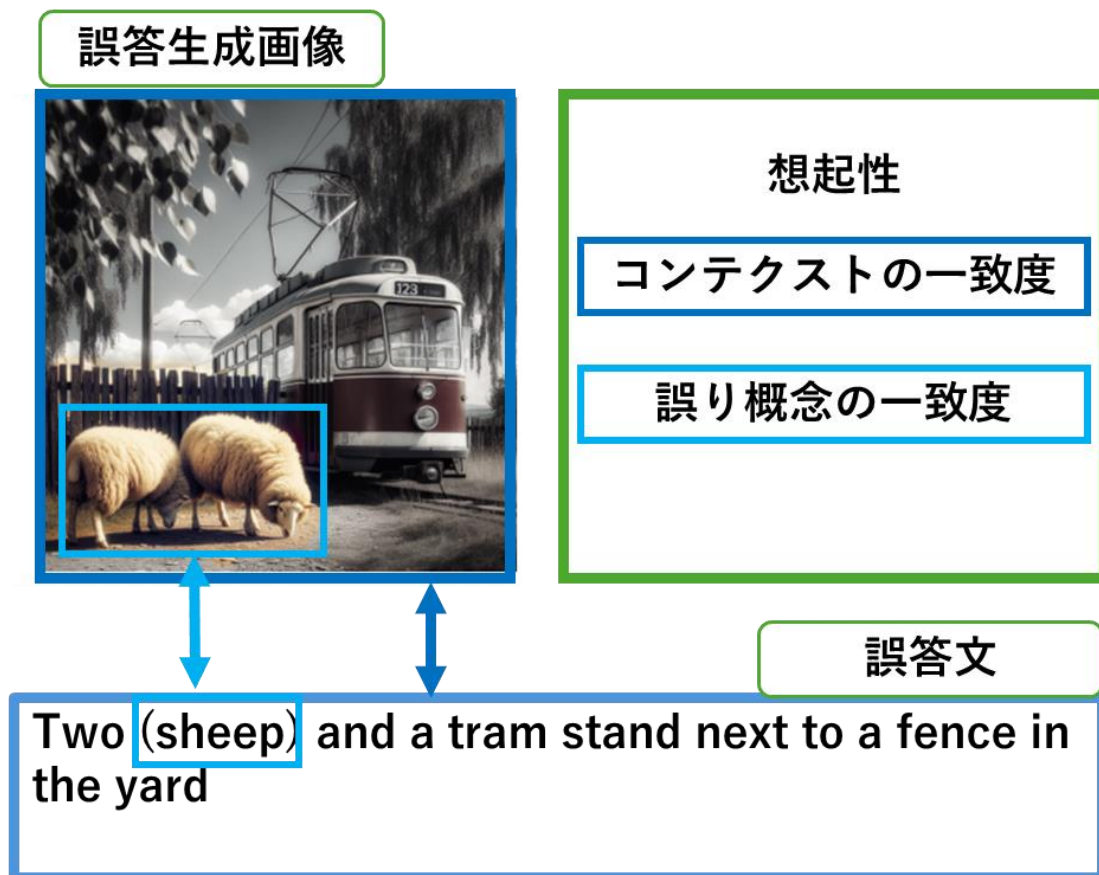 誤答生成画像
123
想起性
コンテクストの一致度
誤り概念の一致度
誤答文
Two (sheep) and a tram stand next to a fence in
the yard